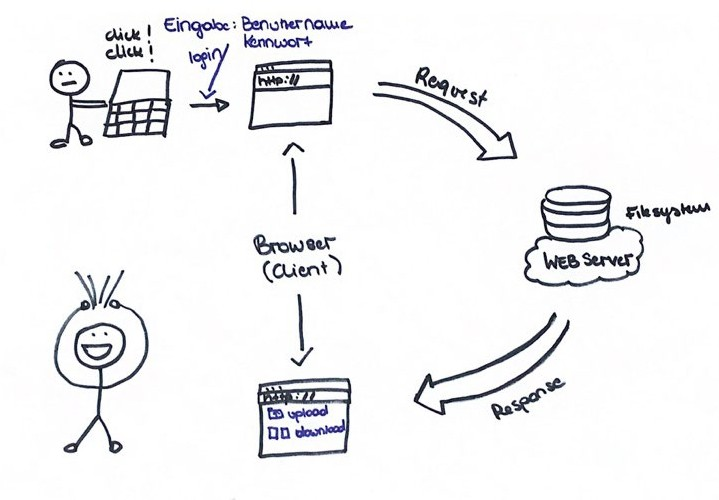 click!
click!
Eingabe: Benutzername
Kennwort
login
http://
Request
Filesystem
WEB Server
Browser
(Client)
http://
upload
download
Response